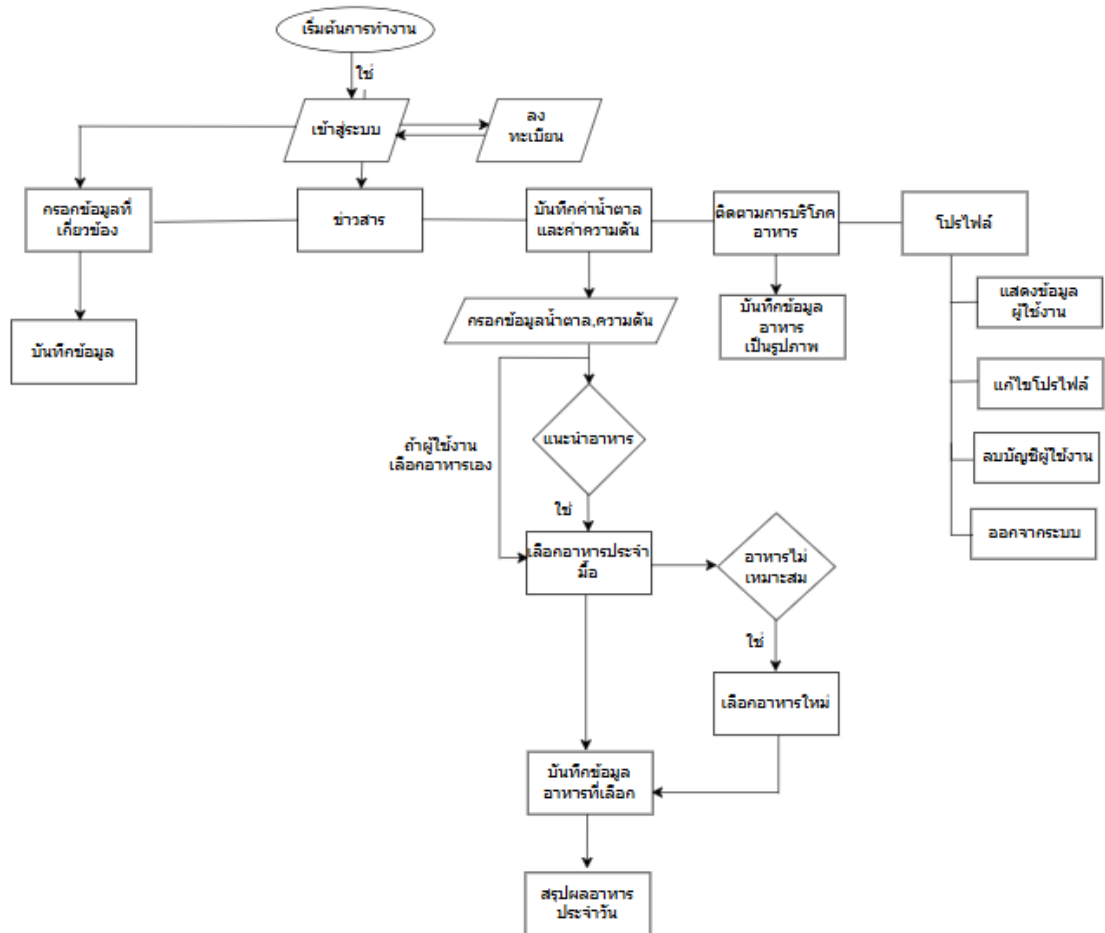 เริ่มต้นการทำงาน
ใช่
เข้าสู่ระบบ
ลง
ทะเบียน
กรอกข้อมูลที่
เกี่ยวข้อง
ข่าวสาร
บันทึกค่าน้ำตาล
และค่าความดัน
ติดตามการบริโภค
อาหาร
โปรไฟล์
บันทึกข้อมูล
กรอกข้อมูลน้ำตาล,ความดัน
บันทึกข้อมูล
อาหาร
เป็นรูปภาพ
แสดงข้อมูล
ผู้ใช้งาน
แก้ไขโปรไฟล์
ลบบัญชีผู้ใช้งาน
ออกจากระบบ
ถ้าผู้ใช้งาน
เลือกอาหารเอง
แนะนำอาหาร
ใช่
เลือกอาหารประจำ
มื้อ
อาหารไม่
เหมาะสม
ใช่
เลือกอาหารใหม่
บันทึกข้อมูล
อาหารที่เลือก
สรุปผลอาหาร
ประจำวัน